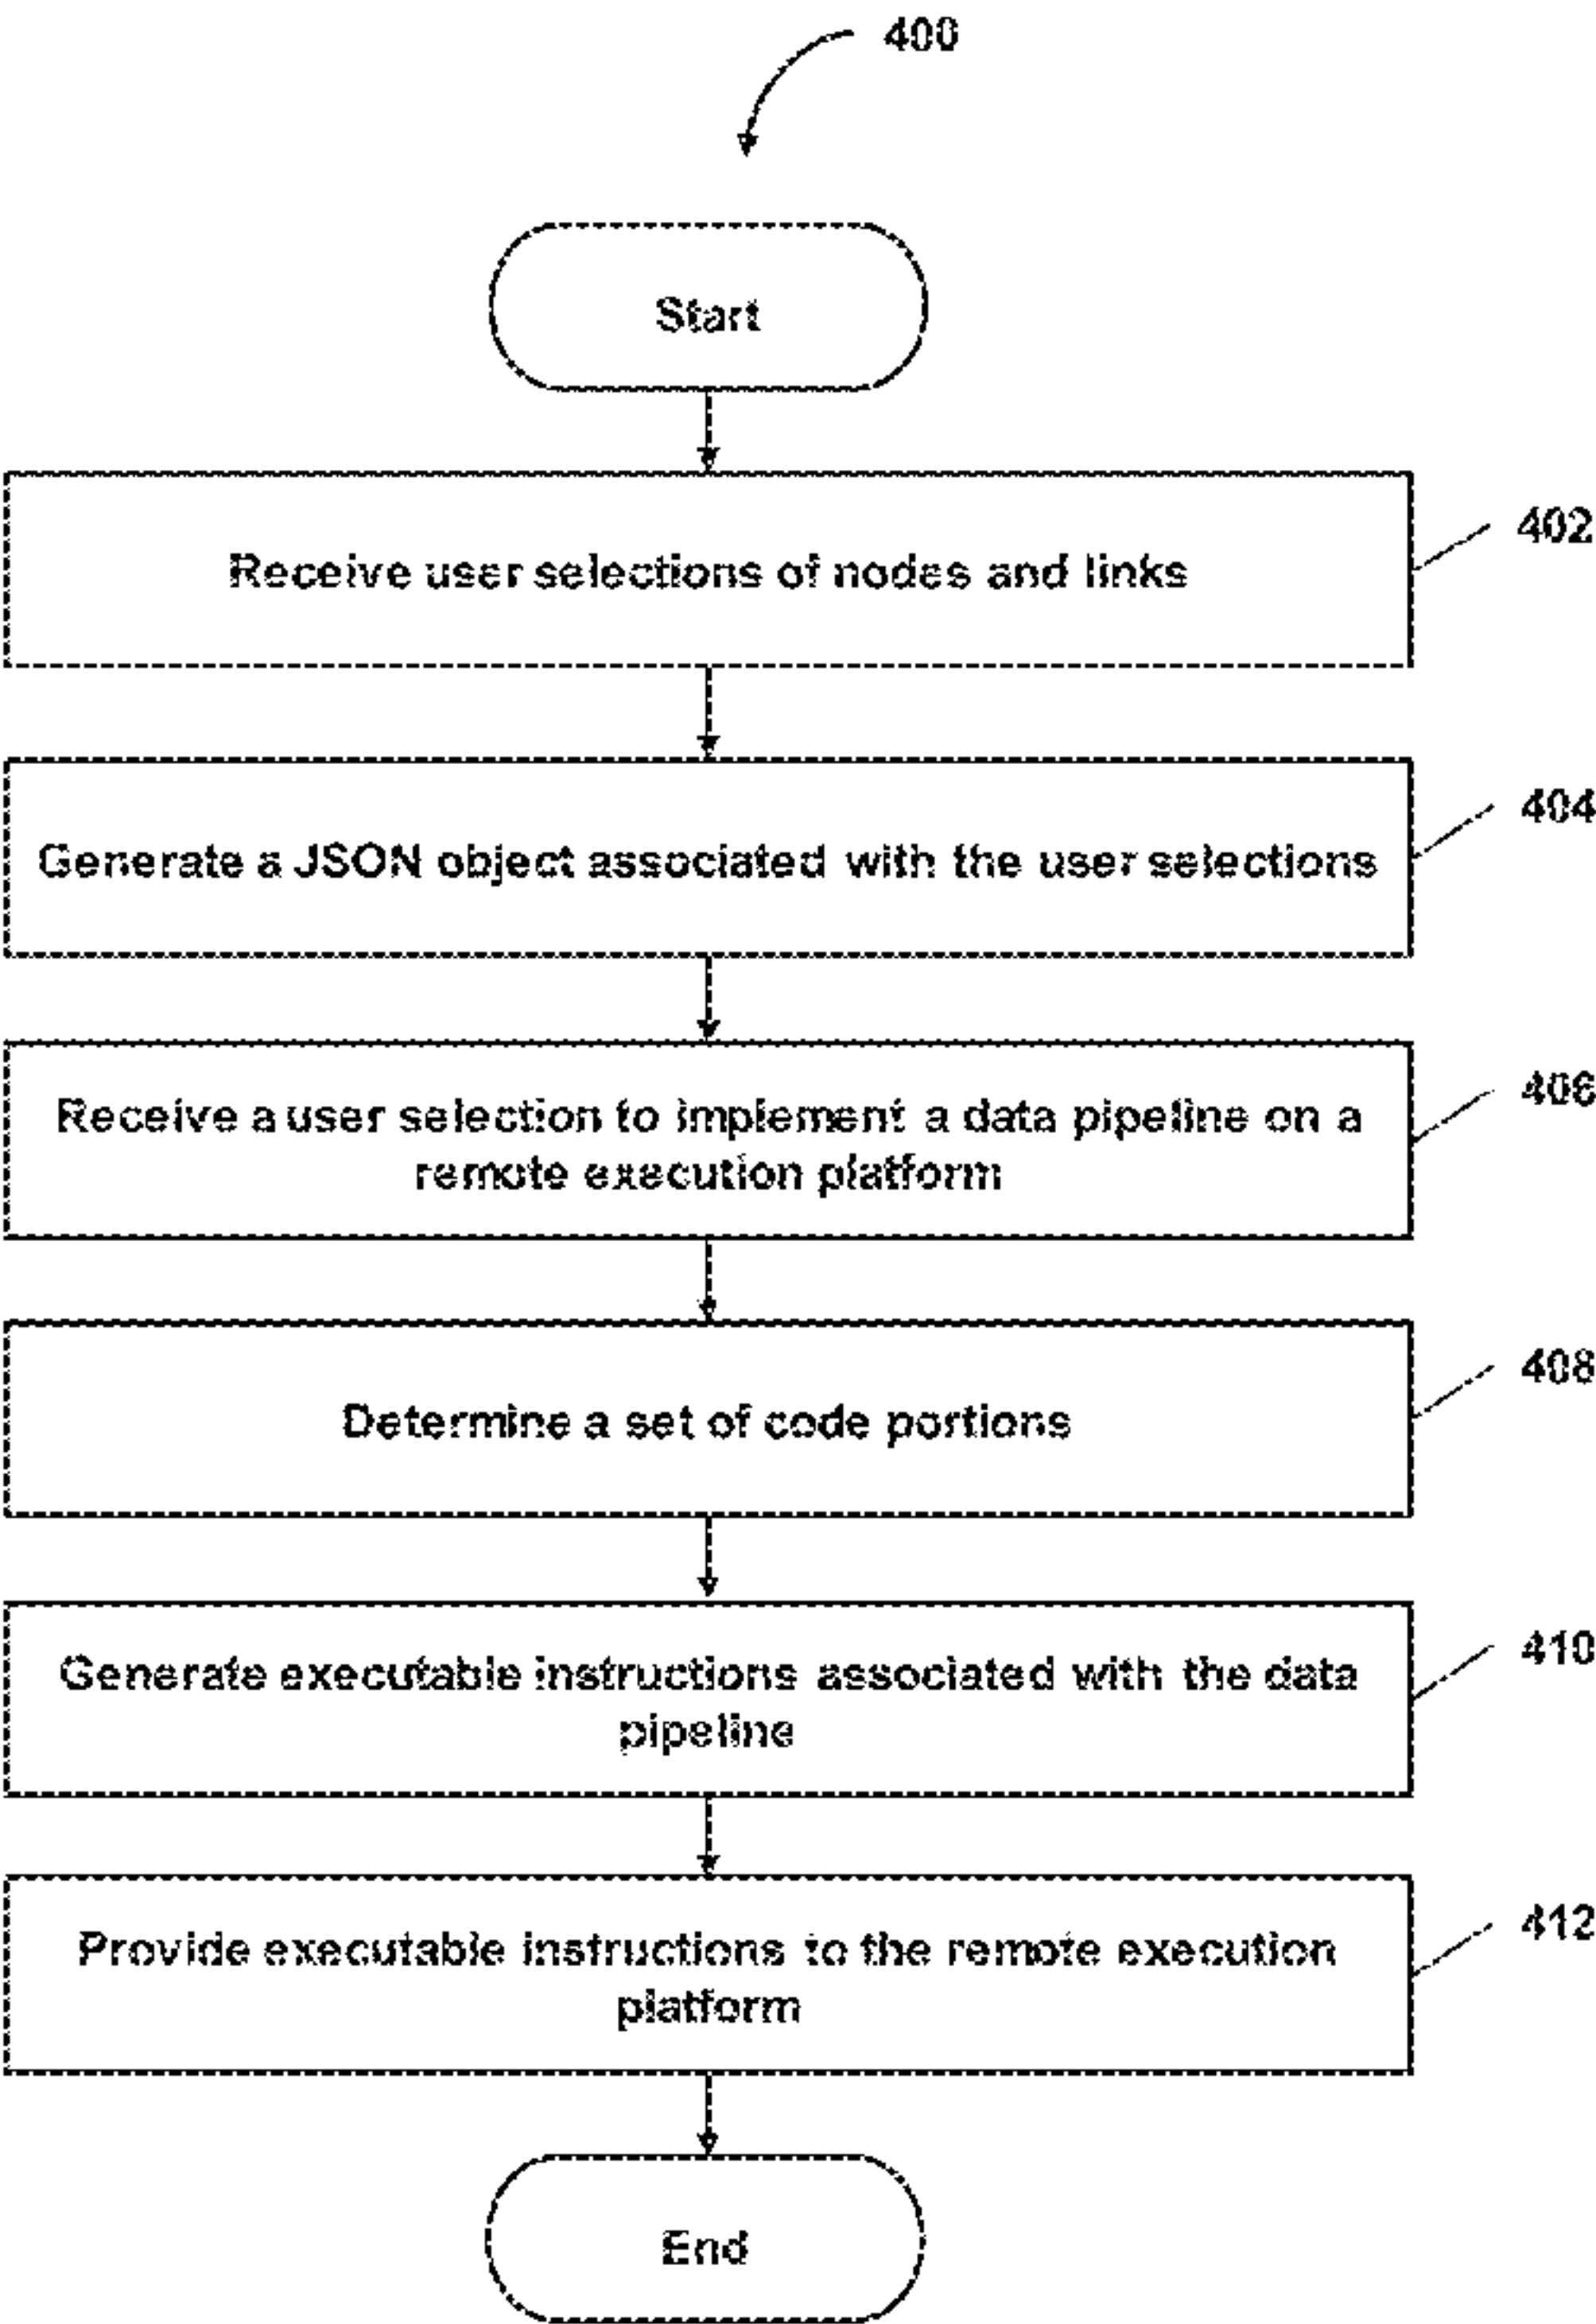 400
Start
Receive user selections of nodes and links
402
Generate a JSON object associated with the user selections
404
Receive a user selection to implement a data pipeline on a
remote execution platform
406
Determine a set of code portions
408
Generate executable instructions associated with the data
pipeline
410
Provide executable instructions to the remote execution
platform
412
End